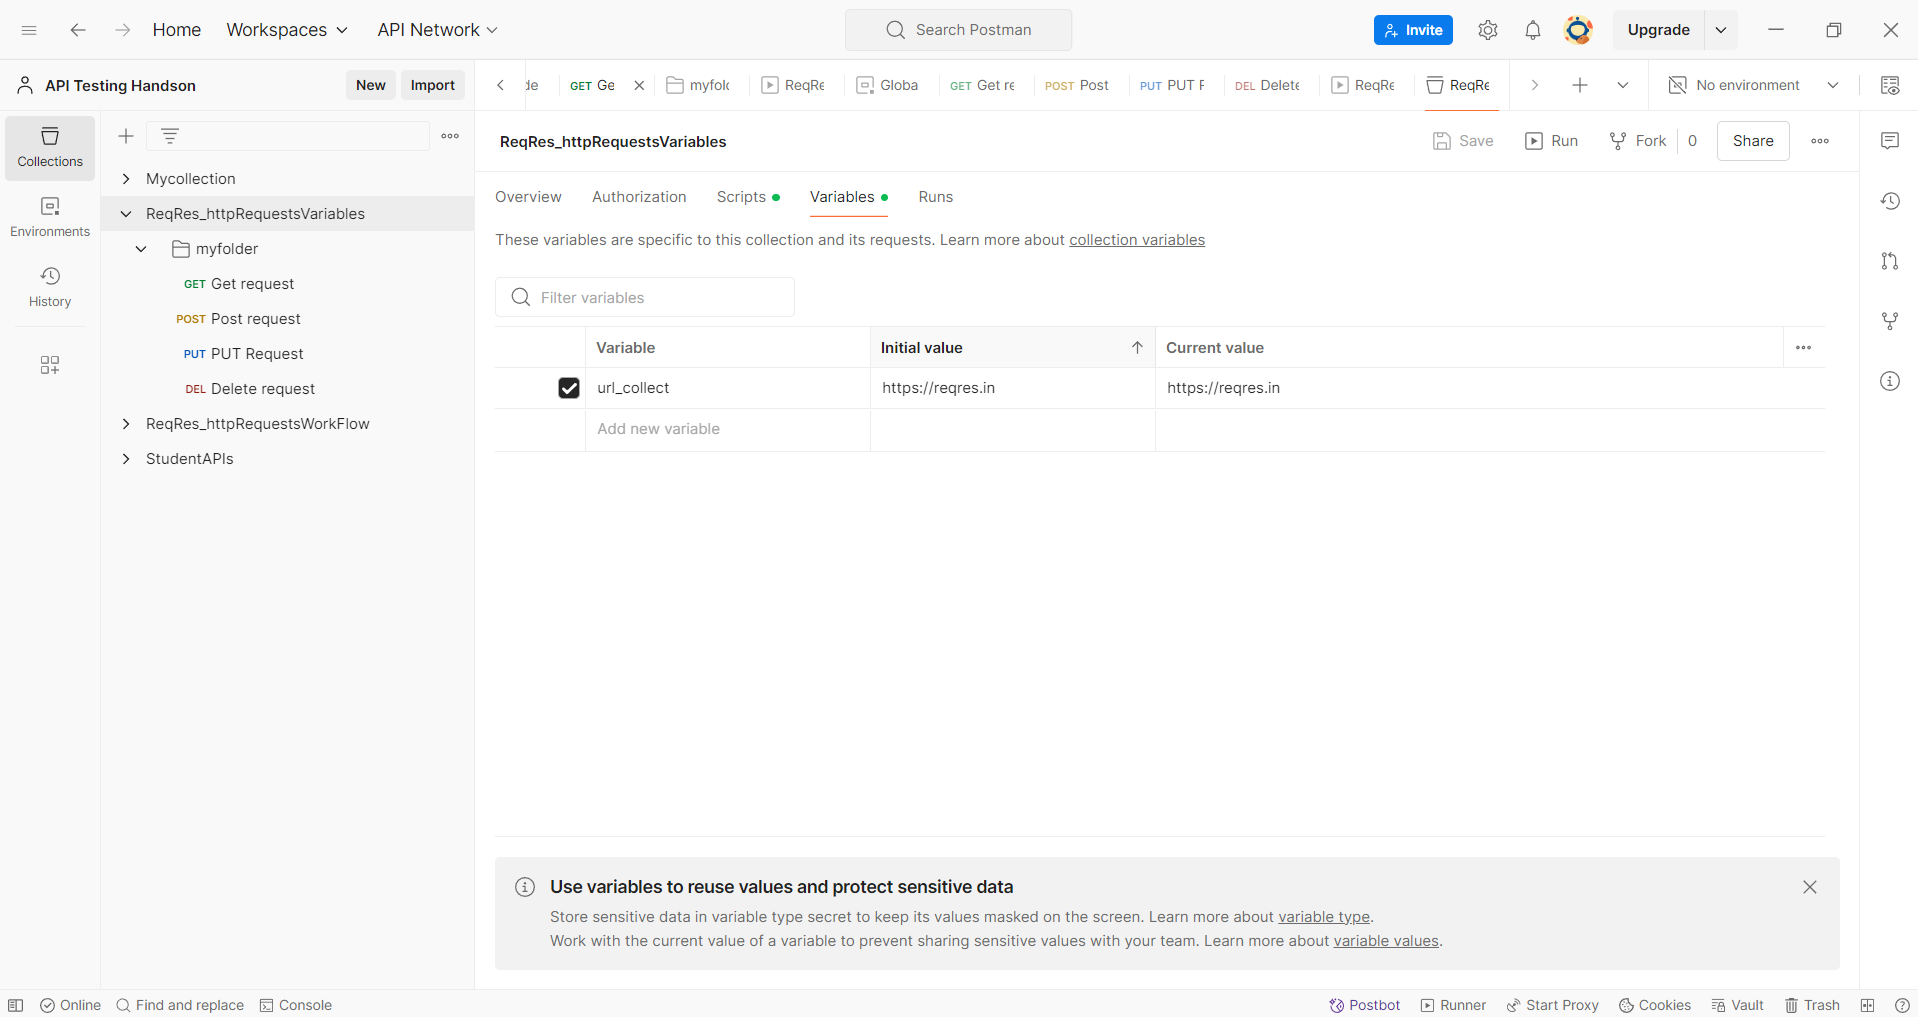 Home Workspaces API Network Search Postman Invite Upgrade
API Testing Handson New Import
de GET Ge myfol ReqRe Globa GET Get re POST Post PUT PUT F DEL Delete ReqRe ReqRe No environment
Collections
Environments
History
Mycollection
ReqRes_httpRequestsVariables
myfolder
GET Get request
POST Post request
PUT PUT Request
DEL Delete request
ReqRes_httpRequestsWorkFlow
StudentAPIs
ReqRes_httpRequestsVariables Save Run Fork 0 Share
Overview Authorization Scripts Variables Runs
These variables are specific to this collection and its requests. Learn more about collection variables
Filter variables
Variable Initial value Current value
url_collect https://reqres.in https://reqres.in
Add new variable
Use variables to reuse values and protect sensitive data
Store sensitive data in variable type secret to keep its values masked on the screen. Learn more about variable type.
Work with the current value of a variable to prevent sharing sensitive values with your team. Learn more about variable values.
Online Find and replace Console Postbot Runner Start Proxy Cookies Vault Trash